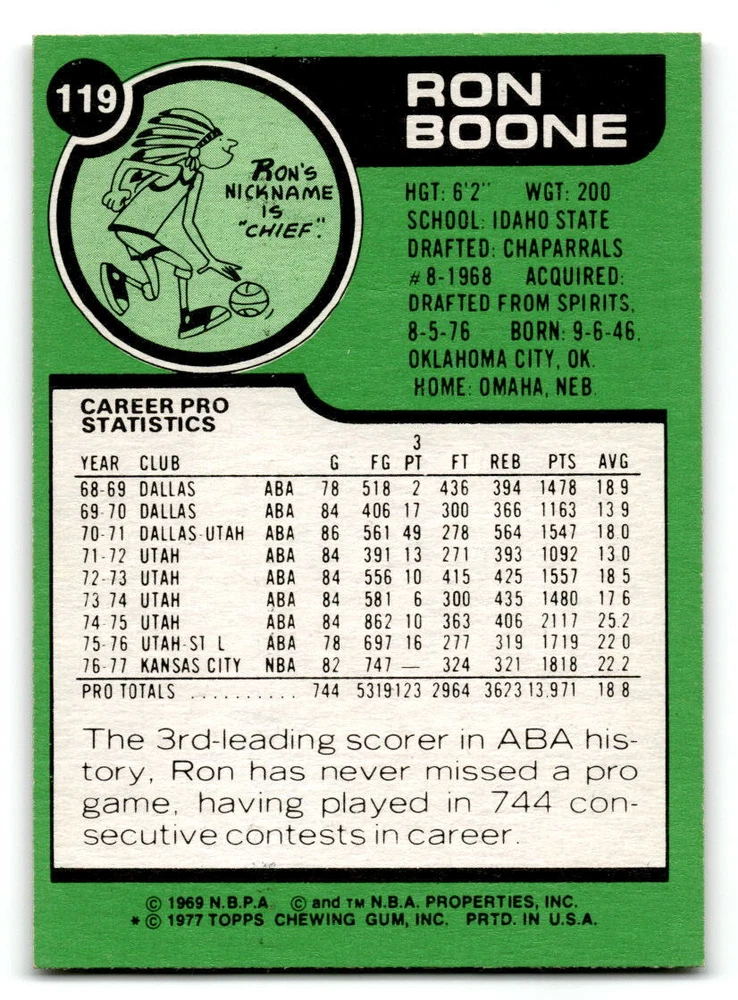 119
RON
BOONE
RON'S
NICKNAME
IS
"CHIEF".
HGT: 6'2" WGT: 200
SCHOOL: IDAHO STATE
DRAFTED: CHAPARRALS
#8-1968 ACQUIRED:
DRAFTED FROM SPIRITS,
8-5-76 BORN: 9-6-46,
OKLAHOMA CITY, OK.
HOME: OMAHA, NEB.
CAREER PRO
STATISTICS
3
YEAR CLUB G FG PT FT REB PTS AVG
68-69 DALLAS ABA 78 518 2 436 394 1478 18.9
69-70 DALLAS ABA 84 406 17 300 366 1163 13.9
70-71 DALLAS-UTAH ABA 86 561 49 278 564 1547 18.0
71-72 UTAH ABA 84 391 13 271 393 1092 13.0
72-73 UTAH ABA 84 556 10 415 425 1557 18.5
73 74 UTAH ABA 84 581 6 300 435 1480 17.6
74-75 UTAH ABA 84 862 10 363 406 2117 25.2
75-76 UTAH-ST L ABA 78 697 16 277 319 1719 22.0
76-77 KANSAS CITY NBA 82 747 — 324 321 1818 22.2
PRO TOTALS .......... 744 5319 123 2964 3623 13,971 18.8
The 3rd-leading scorer in ABA his-
tory, Ron has never missed a pro
game, having played in 744 con-
secutive contests in career.
© 1969 N.B.P.A © and TM N.B.A. PROPERTIES, INC.
* © 1977 TOPPS CHEWING GUM, INC. PRTD. IN U.S.A.